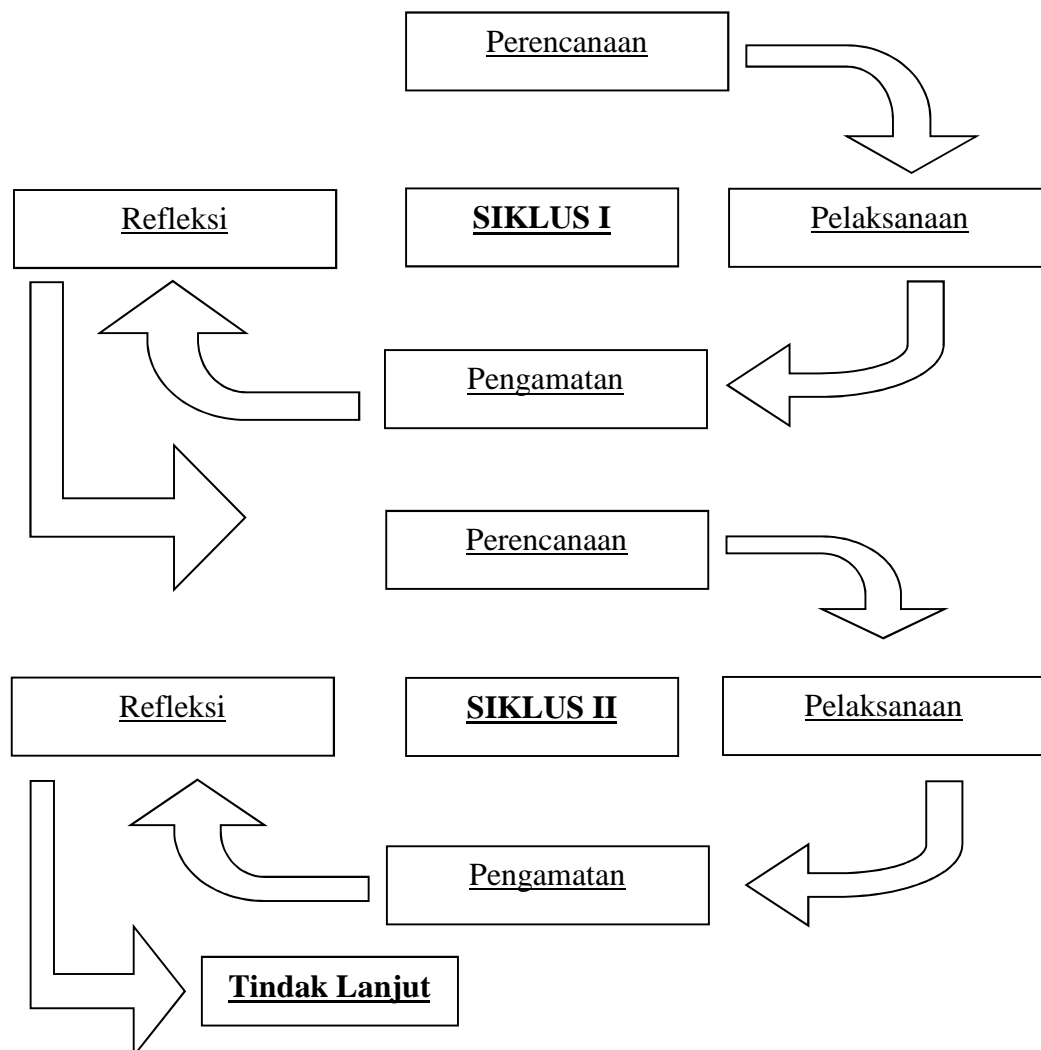 Perencanaan
Refleksi
SIKLUS I
Pelaksanaan
Pengamatan
Perencanaan
Refleksi
SIKLUS II
Pelaksanaan
Pengamatan
Tindak Lanjut